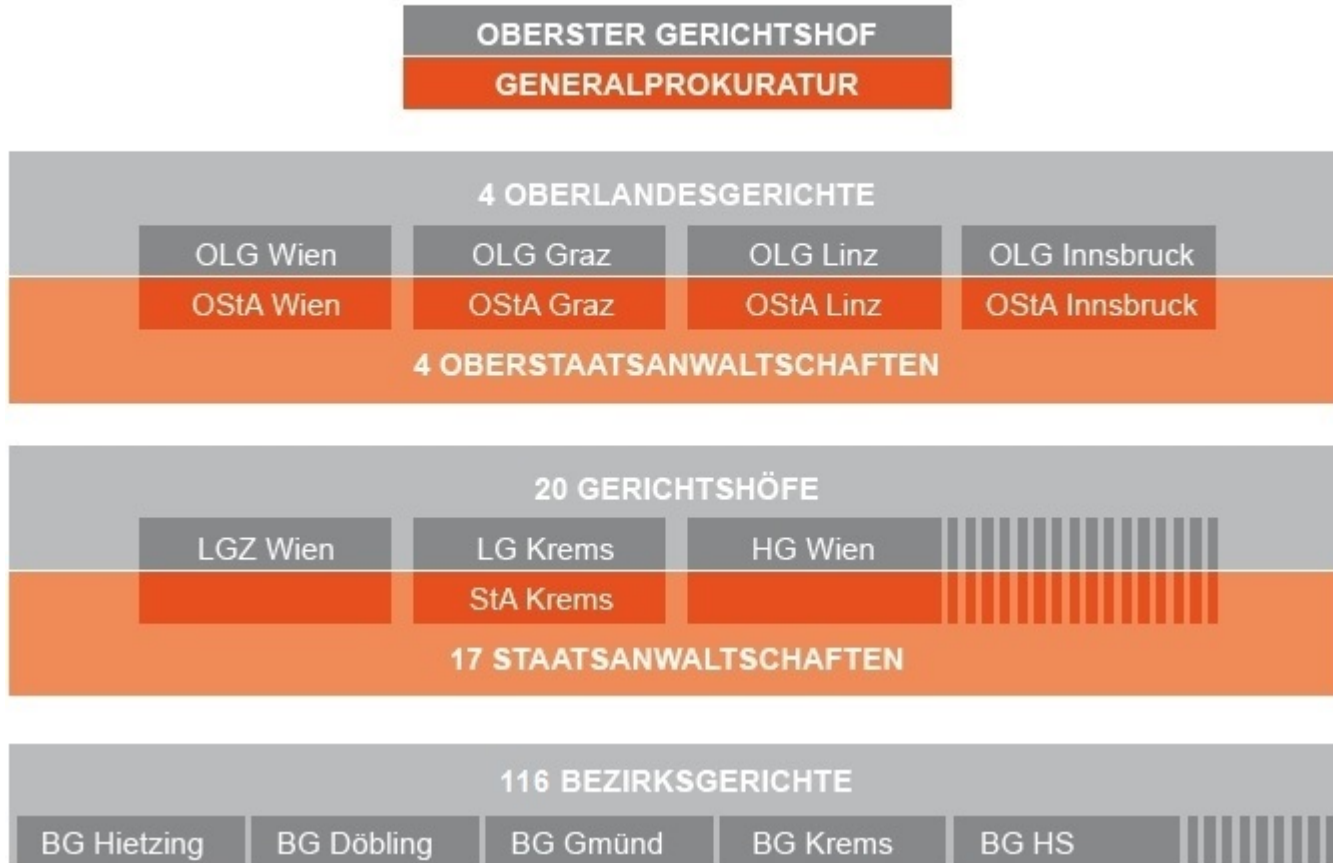 OBERSTER GERICHTSHOF
GENERALPROKURATUR
4 OBERLANDESGERICHTE
OLG Wien OLG Graz OLG Linz OLG Innsbruck
OStA Wien OStA Graz OStA Linz OStA Innsbruck
4 OBERSTAATSANWALTSCHAFTEN
20 GERICHTSHÖFE
LGZ Wien LG Krems HG Wien
StA Krems
17 STAATSANWALTSCHAFTEN
116 BEZIRKSGERICHTE
BG Hietzing BG Döbling BG Gmünd BG Krems BG HS